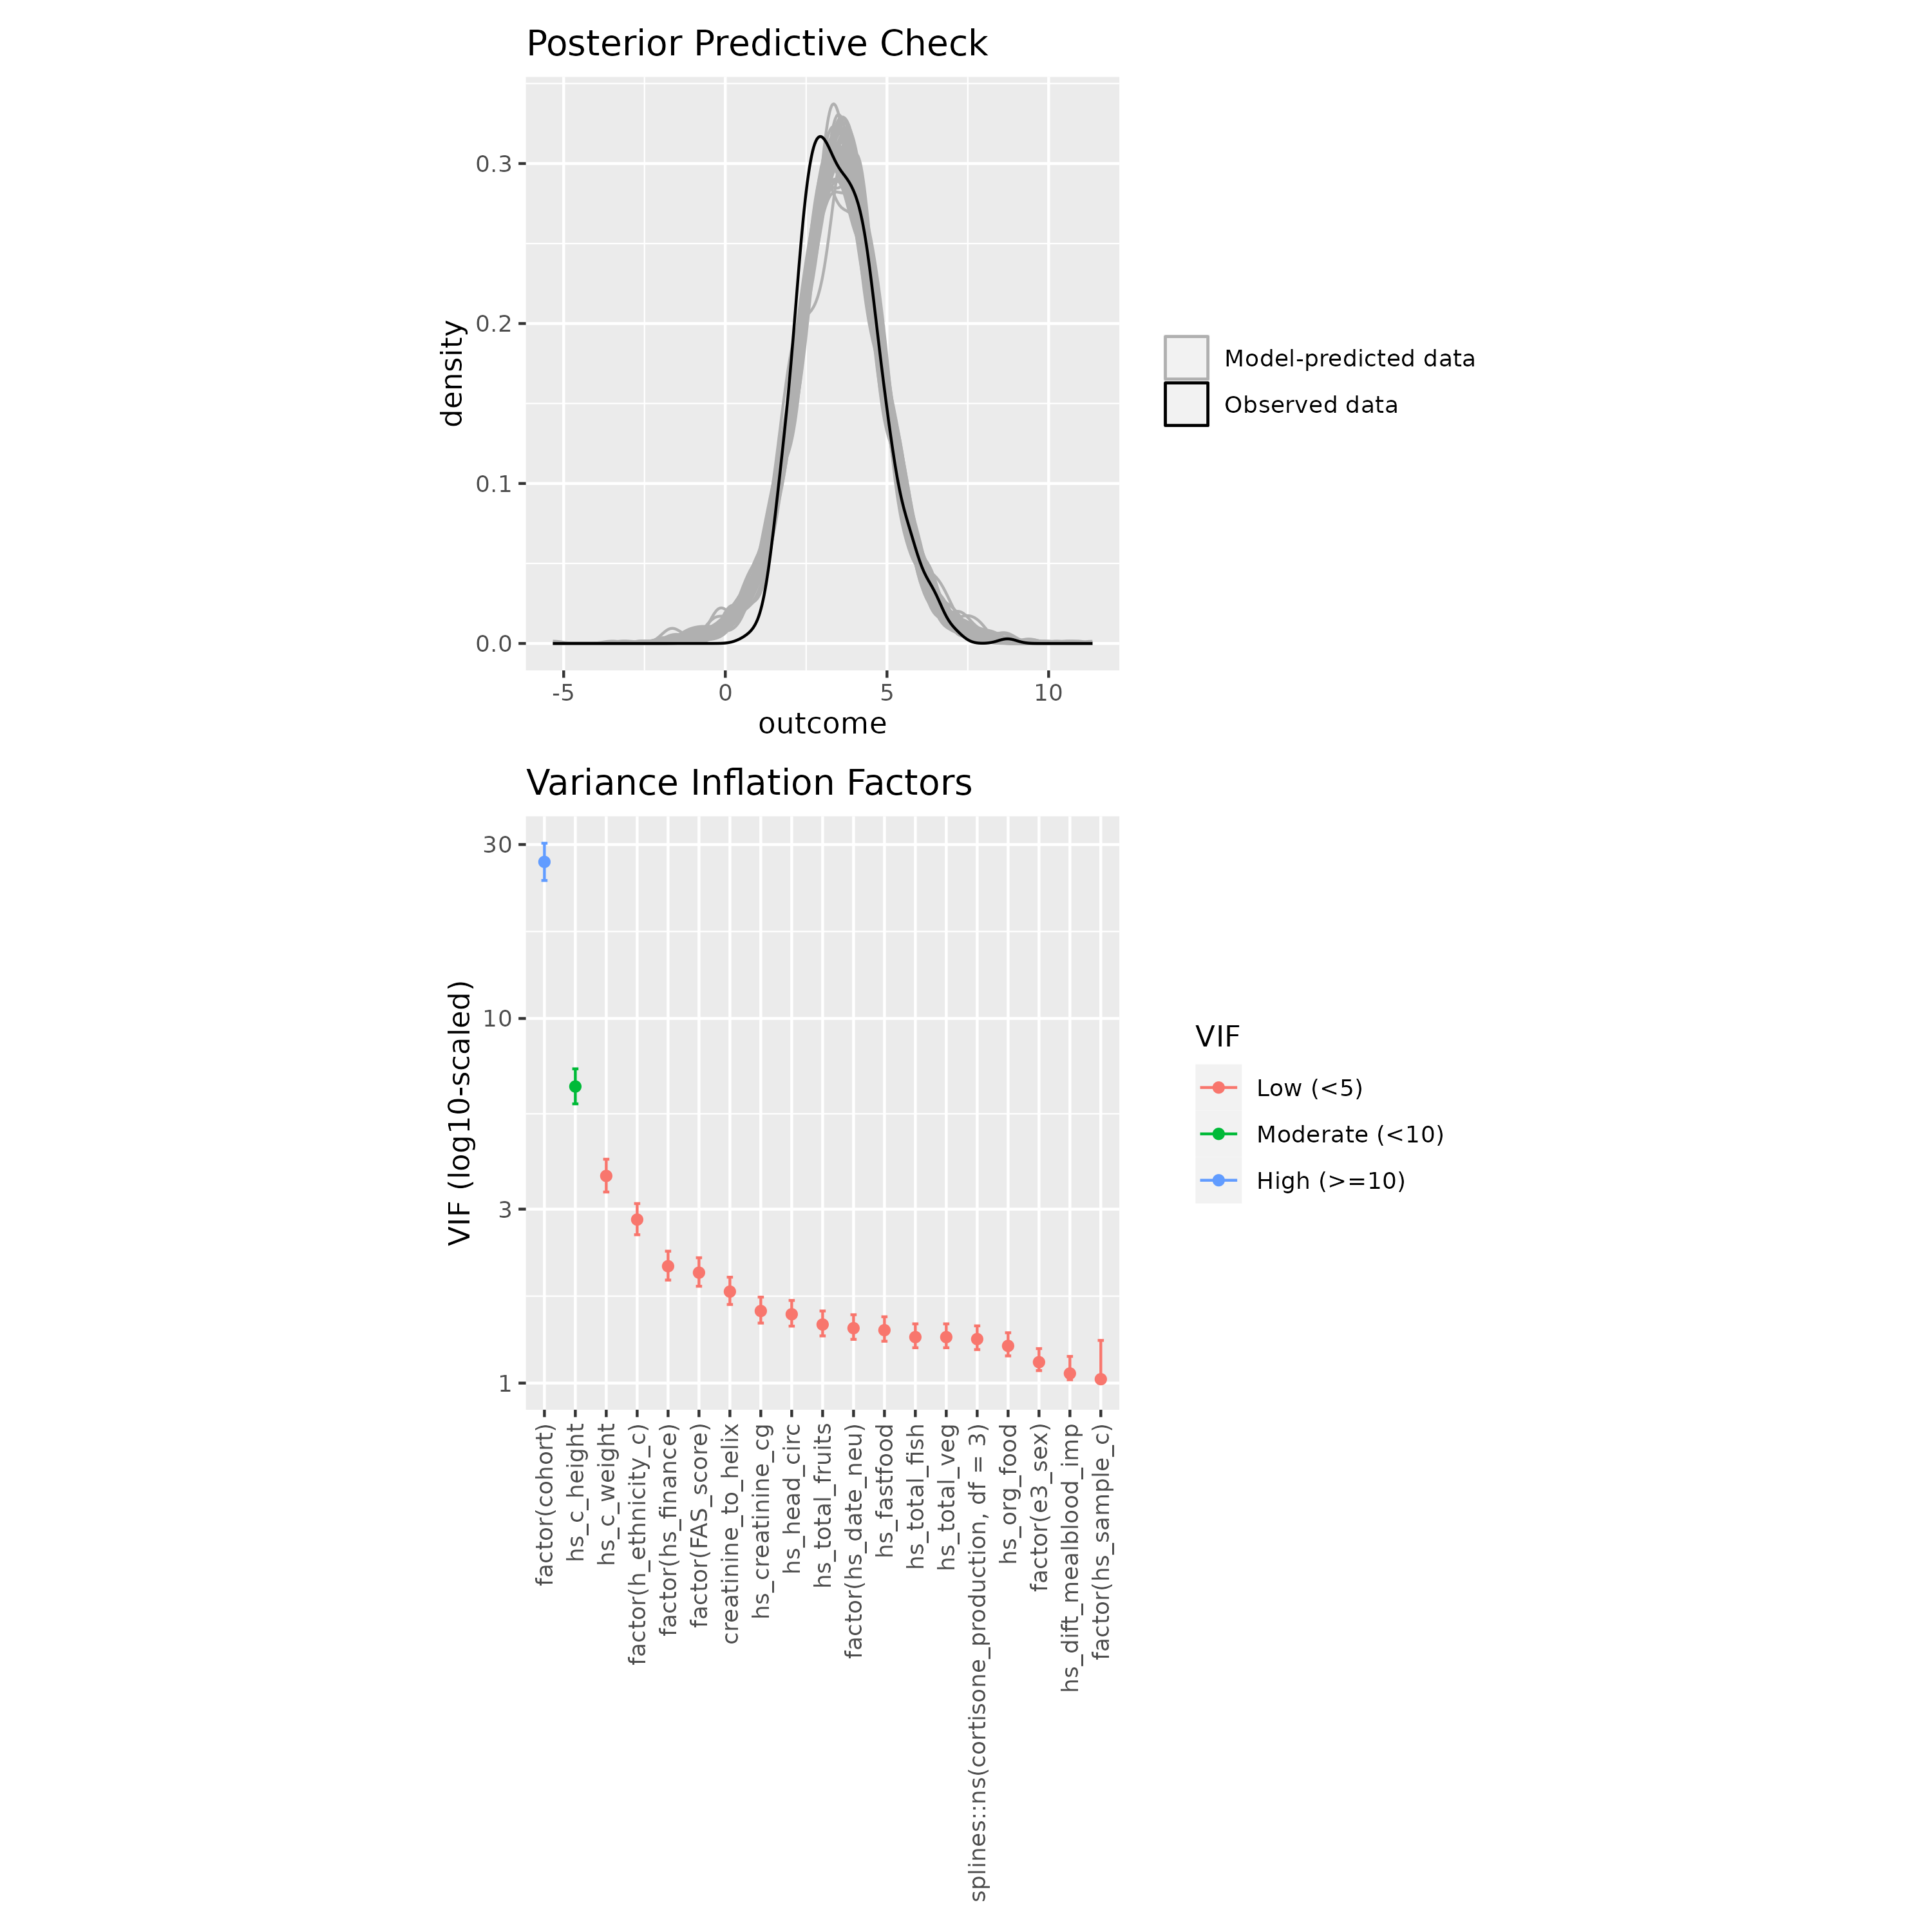 Posterior Predictive Check
0.3
0.2
0.1
0.0
density
-5
0
5
10
outcome
Model-predicted data
Observed data
Variance Inflation Factors
30
10
3
1
VIF (log10-scaled)
factor(cohort)
hs_c_height
hs_c_weight
factor(h_ethnicity_c)
factor(hs_finance)
factor(FAS_score)
creatinine_to_helix
hs_creatinine_cg
hs_head_circ
hs_total_fruits
factor(hs_date_neu)
hs_fastfood
hs_total_fish
hs_total_veg
splines::ns(cortisone_production, df = 3)
hs_org_food
factor(e3_sex)
hs_dift_mealblood_imp
factor(hs_sample_c)
VIF
Low (<5)
Moderate (<10)
High (>=10)